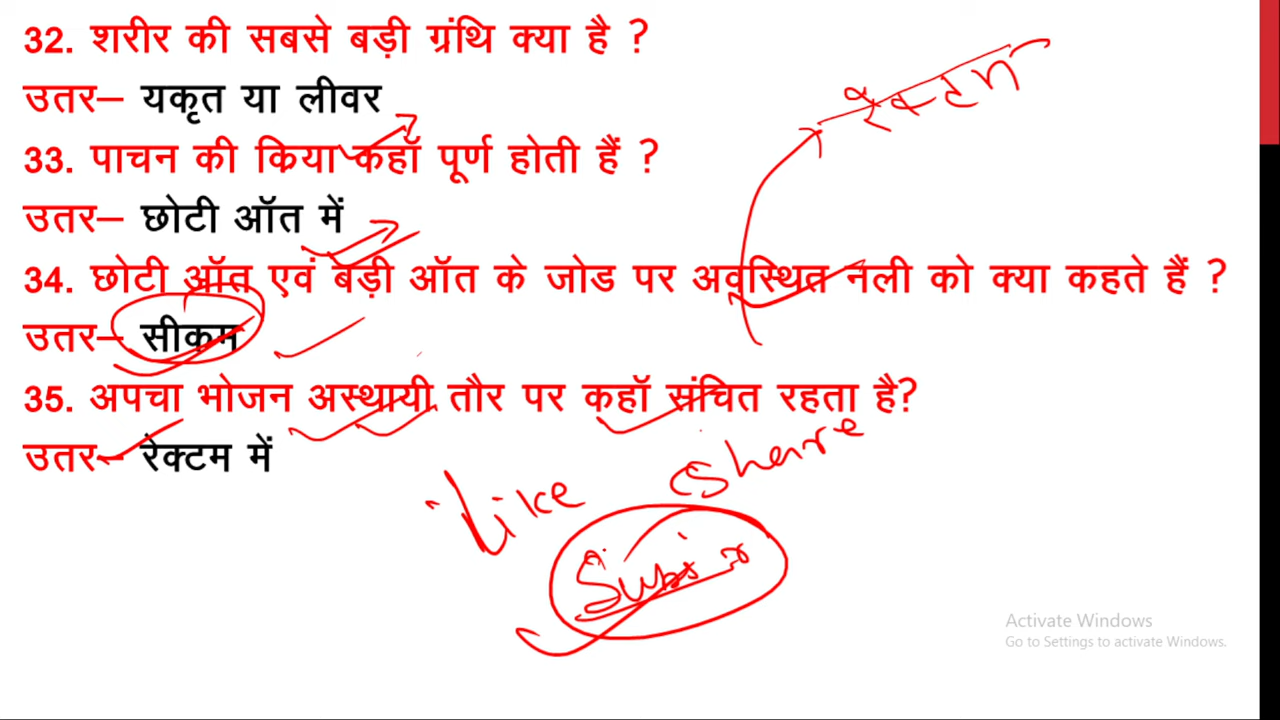 32. शरीर की सबसे बड़ी ग्रंथि क्या है ?
उतर– यकृत या लीवर
रेक्टम
33. पाचन की किया कहॉ पूर्ण होती हैं ?
उतर– छोटी ऑत में
34. छोटी ऑत एवं बड़ी ऑत के जोड पर अवस्थित नली को क्या कहते हैं ?
उतर– सीकम
35. अपचा भोजन अस्थायी तौर पर कहॉ संचित रहता है?
उतर– रेक्टम में
like share
Activate Windows
Go to Settings to activate Windows.